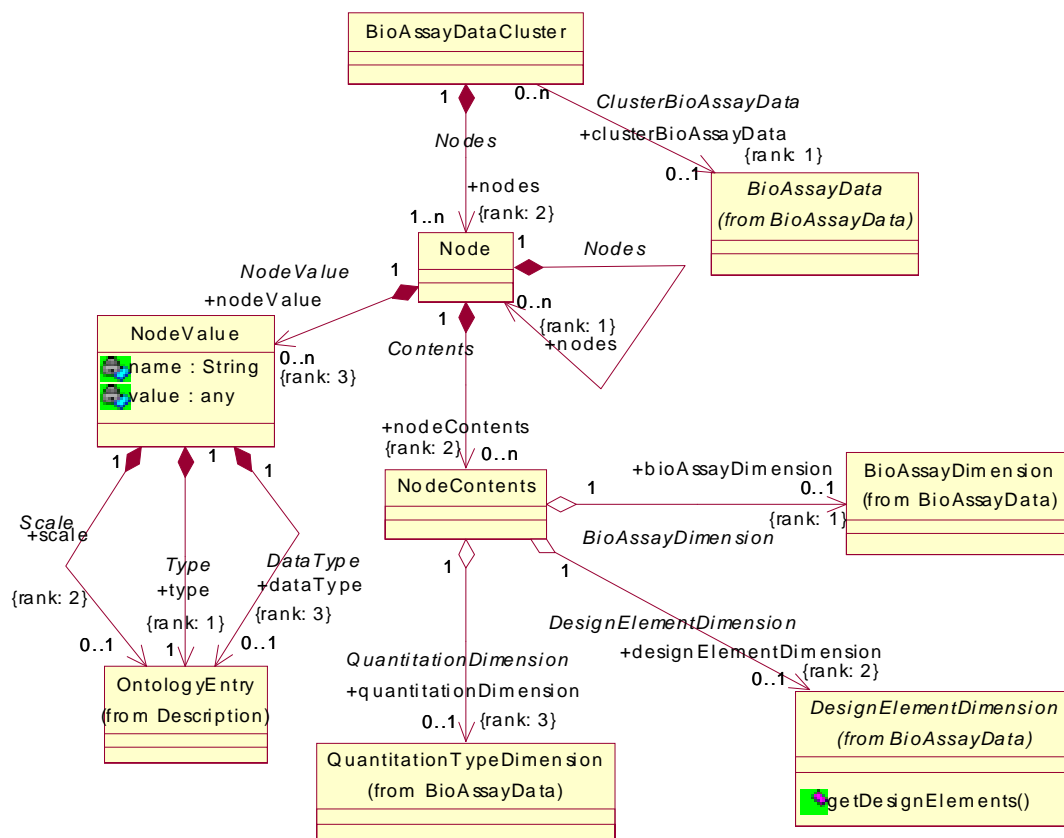 BioAssayDataCluster
1
0..n
ClusterBioAssayData
+clusterBioAssayData
{rank: 1}
0..1
Nodes
+nodes
{rank: 2}
1..n
BioAssayData
(from BioAssayData)
Node
1
Nodes
0..n
{rank: 1}
+nodes
1
NodeValue
+nodeValue
0..n
{rank: 3}
1
Contents
+nodeContents
{rank: 2}
0..n
NodeValue
name : String
value : any
1
1
1
Scale
+scale
{rank: 2}
0..1
Type
+type
{rank: 1}
1
DataType
+dataType
{rank: 3}
0..1
OntologyEntry
(from Description)
NodeContents
1
+bioAssayDimension
0..1
{rank: 1}
BioAssayDimension
BioAssayDimension
(from BioAssayData)
1
1
DesignElementDimension
+designElementDimension
0..1
{rank: 2}
QuantitationDimension
+quantitationDimension
0..1
{rank: 3}
QuantitationTypeDimension
(from BioAssayData)
DesignElementDimension
(from BioAssayData)
getDesignElements()